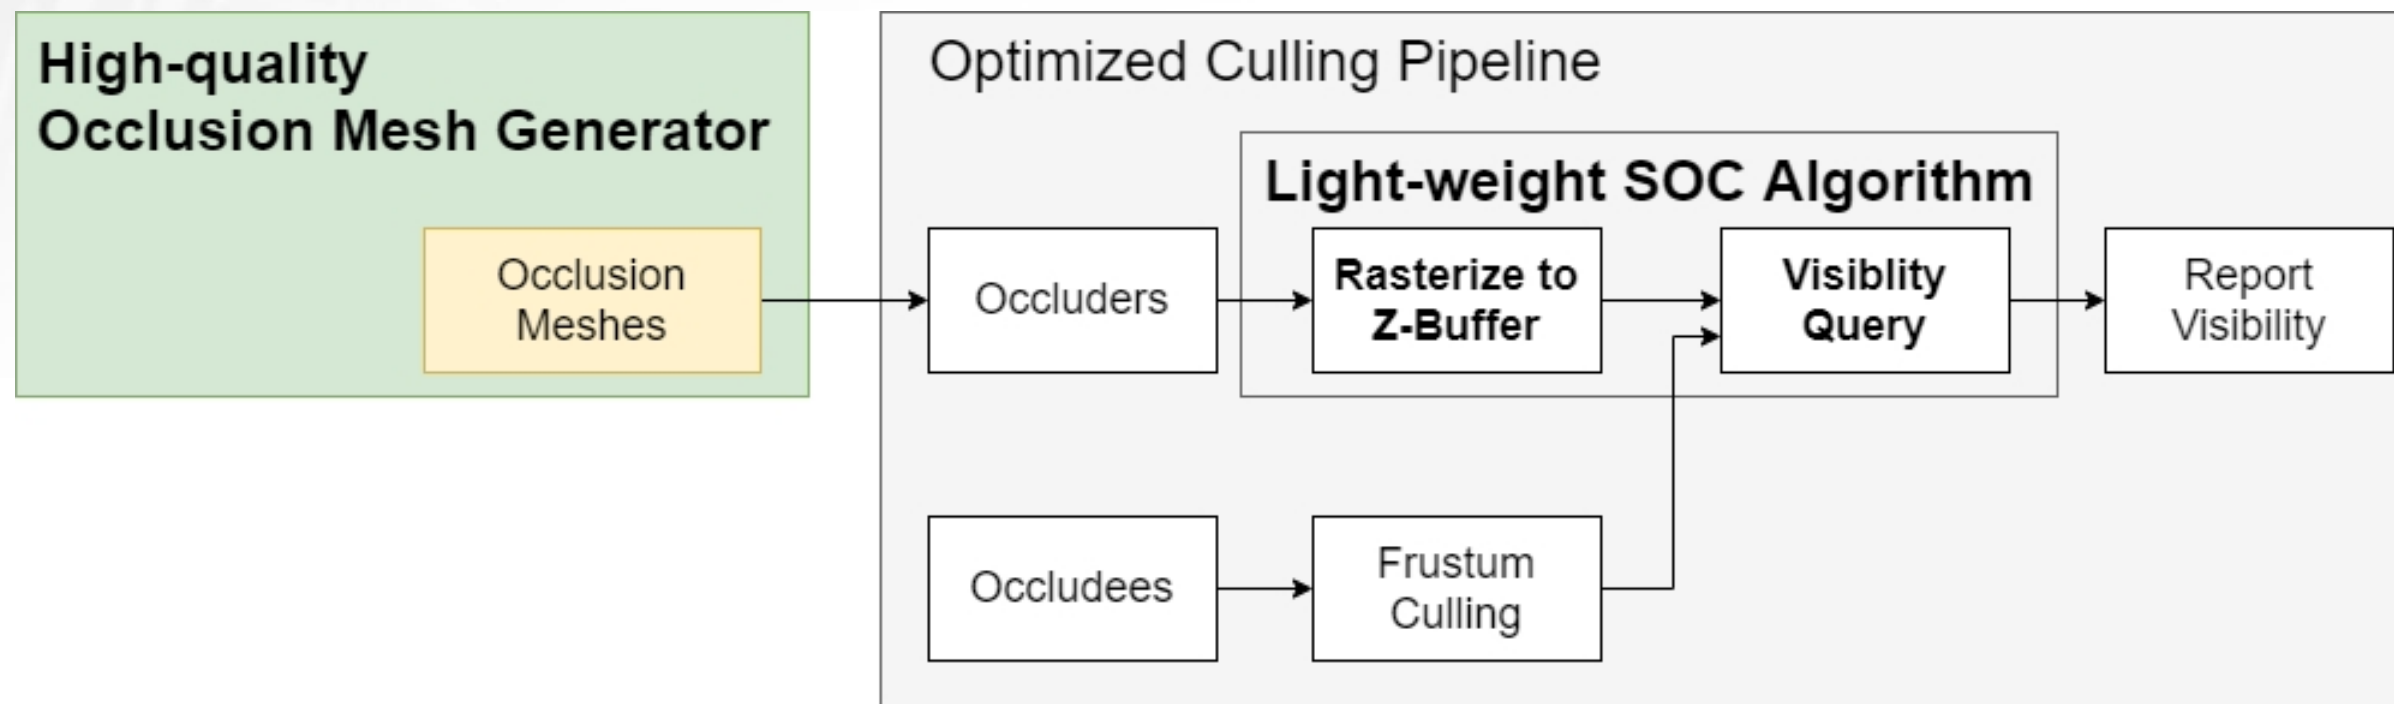 High-quality
Occlusion Mesh Generator
Occlusion
Meshes
Optimized Culling Pipeline
Light-weight SOC Algorithm
Occluders
Rasterize to
Z-Buffer
Visiblity
Query
Report
Visibility
Occludees
Frustum
Culling